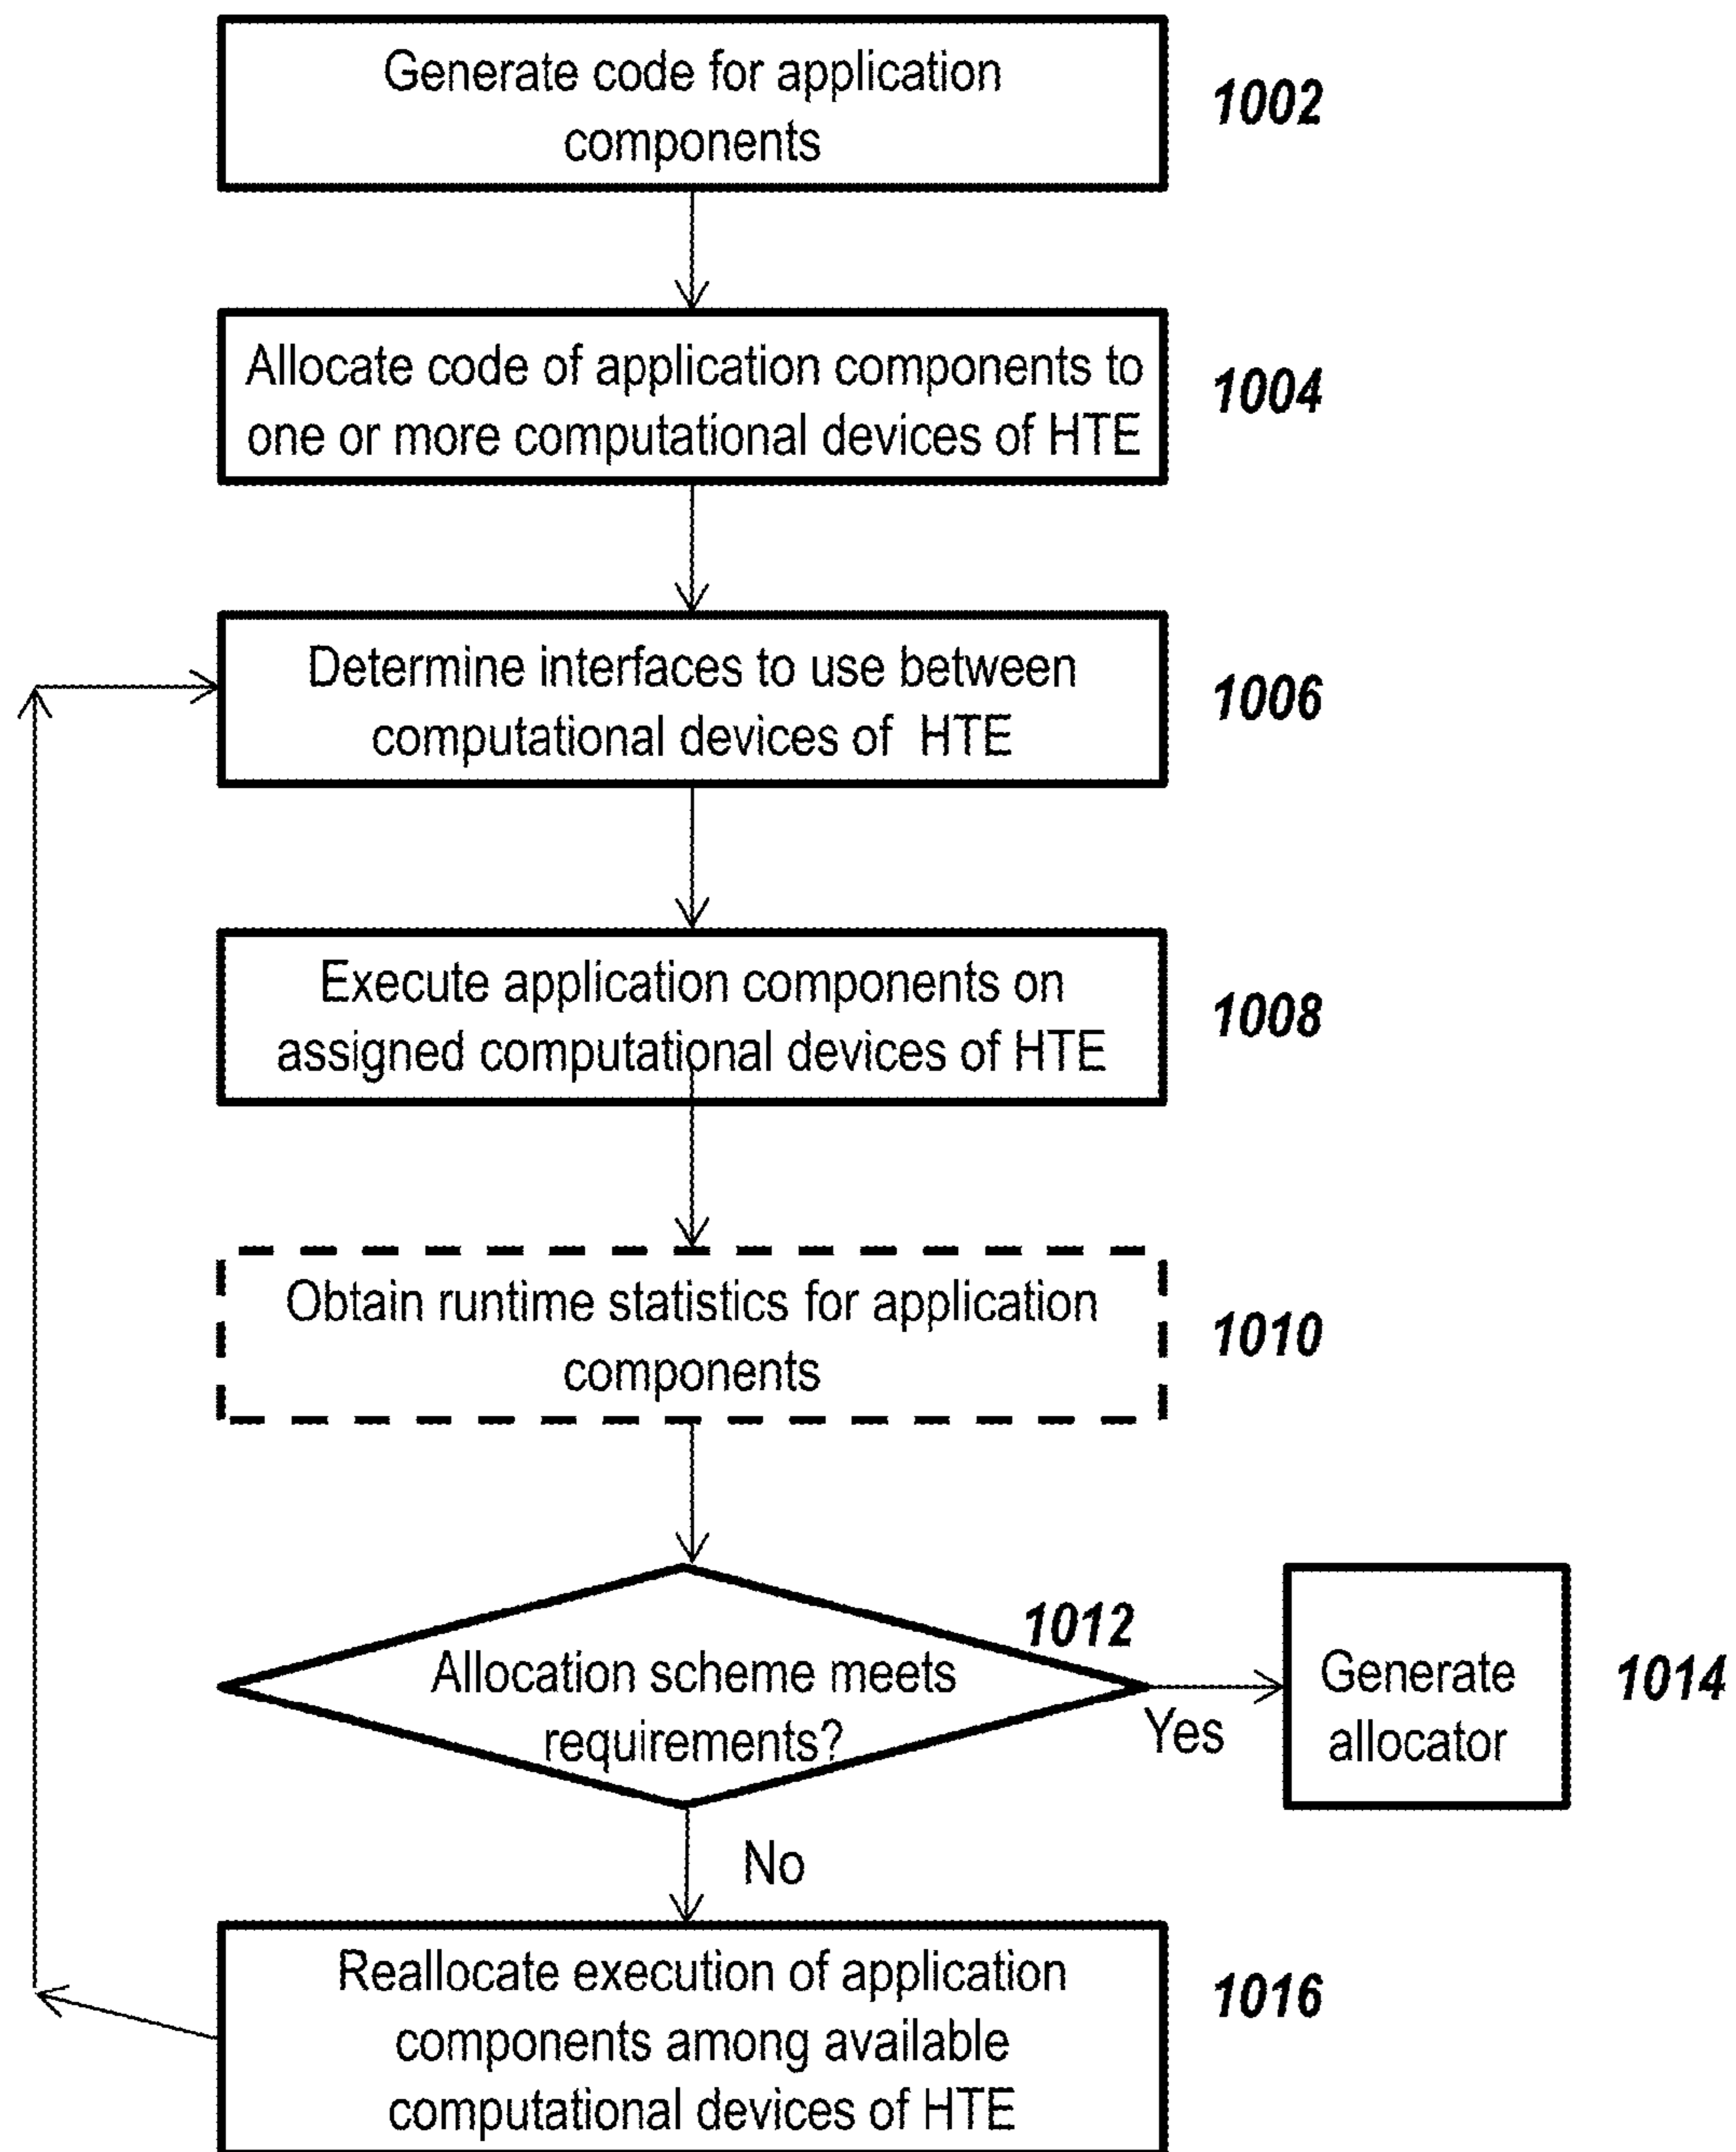 Generate code for application
components
1002
Allocate code of application components to
one or more computational devices of HTE
1004
Determine interfaces to use between
computational devices of HTE
1006
Execute application components on
assigned computational devices of HTE
1008
Obtain runtime statistics for application
components
1010
1012
Allocation scheme meets
requirements?
Yes
Generate
allocator
1014
No
Reallocate execution of application
components among available
computational devices of HTE
1016